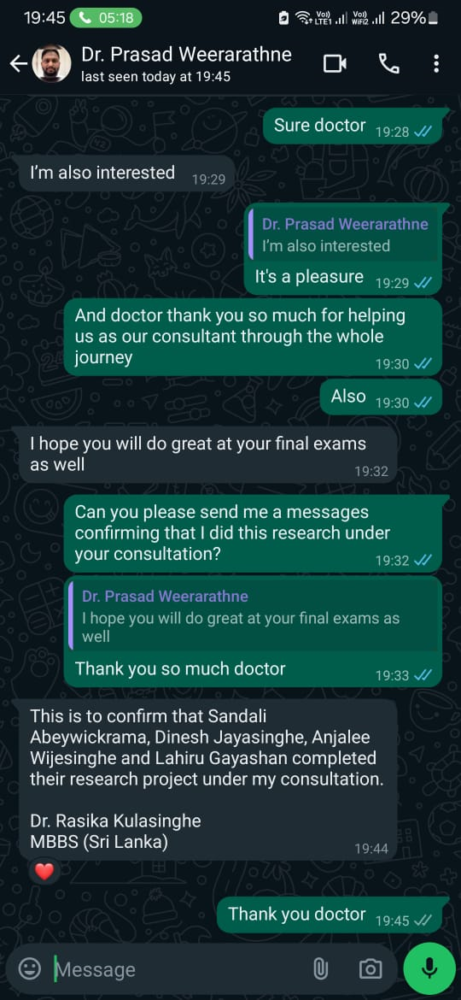 19:45 05:18 Vo)) LTE1 Vo)) WiFi2 29%
Dr. Prasad Weerarathne
last seen today at 19:45
Sure doctor 19:28
I’m also interested 19:29
Dr. Prasad Weerarathne
I’m also interested
It's a pleasure 19:29
And doctor thank you so much for helping
us as our consultant through the whole
journey 19:30
Also 19:30
I hope you will do great at your final exams
as well 19:32
Can you please send me a messages
confirming that I did this research under
your consultation? 19:32
Dr. Prasad Weerarathne
I hope you will do great at your final exams as
well
Thank you so much doctor 19:33
This is to confirm that Sandali
Abeywickrama, Dinesh Jayasinghe, Anjalee
Wijesinghe and Lahiru Gayashan completed
their research project under my consultation.
Dr. Rasika Kulasinghe
MBBS (Sri Lanka) 19:44
Thank you doctor 19:45
Message